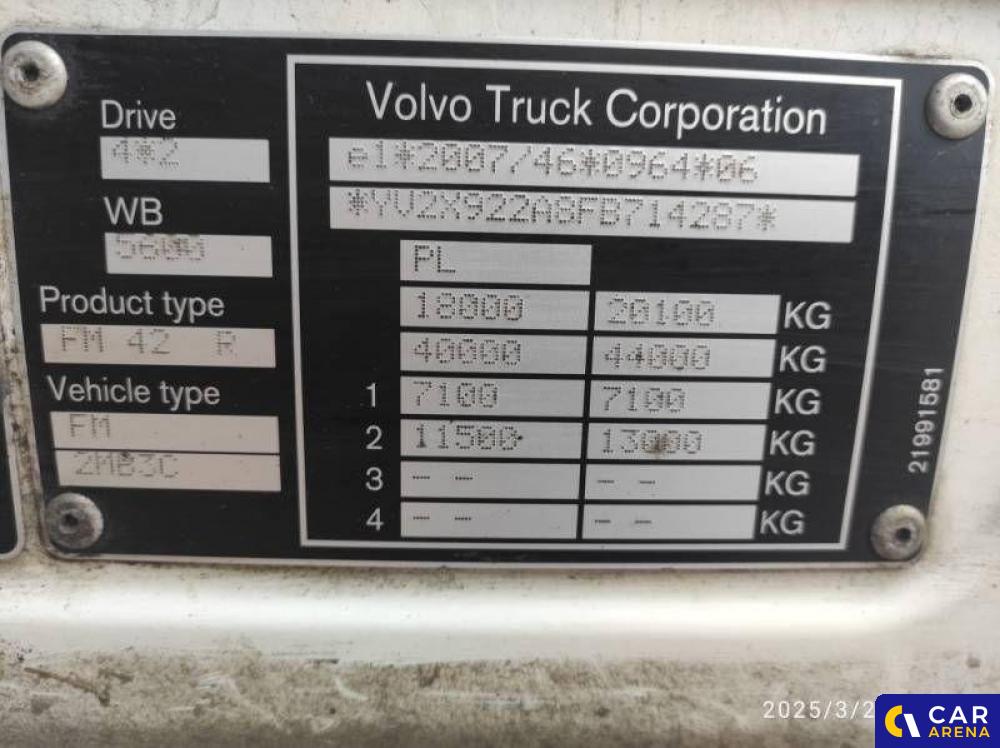 Drive
4*2
WB
Product type
FM 42 R
Vehicle type
FM
2MB3C
Volvo Truck Corporation
e1*2007/46*0964*06
*YV2X922A8FB714287*
PL
18000 20100 KG
40000 44000 KG
1 7100 7100 KG
2 11500 13000 KG
3 -- -- -- -- KG
4 -- -- -- -- KG
21991581
2025/3/2
CAR
ARENA